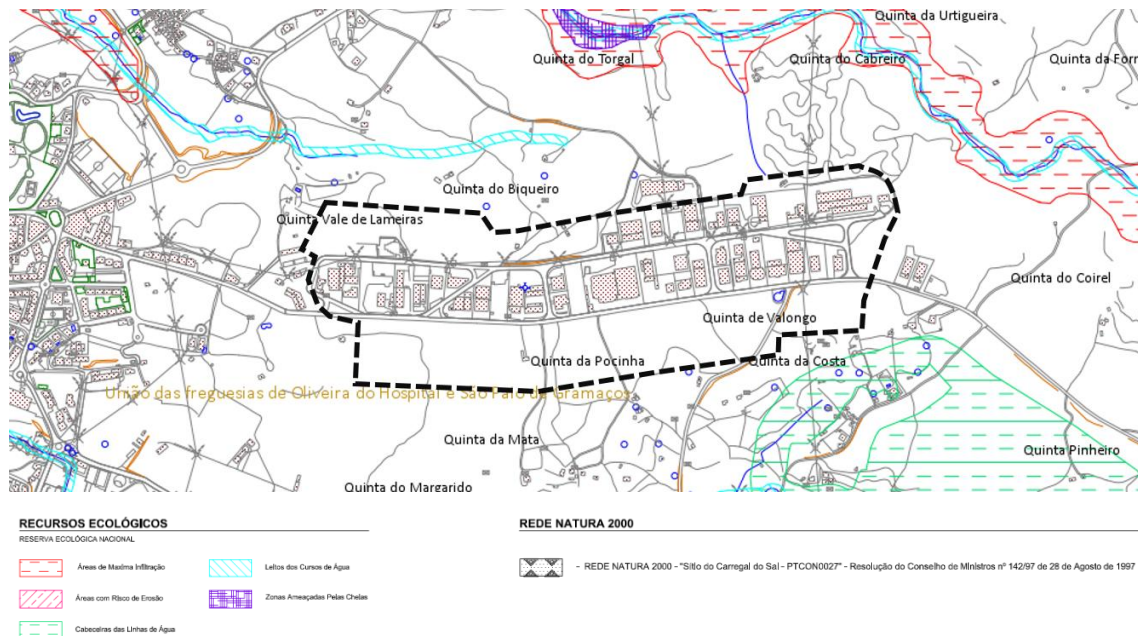 Quinta da Urtigueira
Quinta do Torgal
Quinta do Cabreiro
Quinta da Forr
Quinta do Biqueiro
Quinta Vale de Lameiras
Quinta do Coirel
Quinta de Valongo
Quinta da Pocinha
Quinta da Costa
União das freguesias de Oliveira do Hospital e São Paio de Gramaços
Quinta da Mata
Quinta Pinheiro
Quinta do Margarido
RECURSOS ECOLÓGICOS
RESERVA ECOLÓGICA NACIONAL
Áreas de Maxíma Infiltração
Leitos dos Cursos de Água
Áreas com Risco de Erosão
Zonas Ameaçadas Pelas Cheias
Cabeceiras das Linhas de Água
REDE NATURA 2000
- REDE NATURA 2000 - "Sítio do Carregal do Sal - PTCON0027" - Resolução do Conselho de Ministros nº 142/97 de 28 de Agosto de 1997